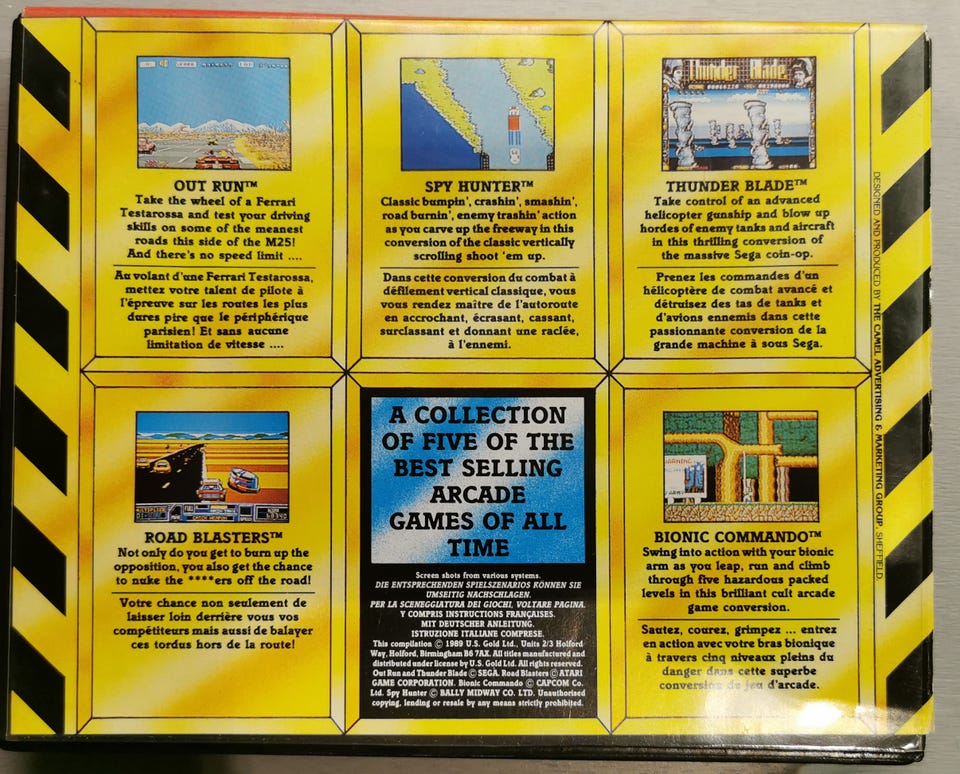 OUT RUN™
Take the wheel of a Ferrari
Testarossa and test your driving
skills on some of the meanest
roads this side of the M25!
And there's no speed limit ....
Au volant d'une Ferrari Testarossa,
mettez votre talent de pilote à
l'épreuve sur les routes les plus
dures pire que le périphérique
parisien! Et sans aucune
limitation de vitesse ....
SPY HUNTER™
Classic bumpin', crashin', smashin',
road burnin', enemy trashin' action
as you carve up the freeway in this
conversion of the classic vertically
scrolling shoot 'em up.
Dans cette conversion du combat à
défilement vertical classique, vous
vous rendez maître de l'autoroute
en accrochant, écrasant, cassant,
surclassant et donnant une raclée,
à l'ennemi.
Thunder Blade
THUNDER BLADE™
Take control of an advanced
helicopter gunship and blow up
hordes of enemy tanks and aircraft
in this thrilling conversion of
the massive Sega coin-op.
Prenez les commandes d'un
hélicoptère de combat avancé et
détruisez des tas de tanks et
d'avions ennemis dans cette
passionnante conversion de la
grande machine à sous Sega.
ROAD BLASTERS™
Not only do you get to burn up the
opposition, you also get the chance
to nuke the ****ers off the road!
Votre chance non seulement de
laisser loin derrière vous vos
compétiteurs mais aussi de balayer
ces tordus hors de la route!
A COLLECTION
OF FIVE OF THE
BEST SELLING
ARCADE
GAMES OF ALL
TIME
Screen shots from various systems.
DIE ENTSPRECHENDEN SPIELSZENARIOS KÖNNEN SIE
UMSEITIG NACHSCHLAGEN.
PER LA SCENEGGIATURA DEI GIOCHI, VOLTARE PAGINA.
Y COMPRIS INSTRUCTIONS FRANÇAISES.
MIT DEUTSCHER ANLEITUNG.
ISTRUZIONE ITALIANE COMPRESE.
This compilation © 1989 U.S. Gold Ltd., Units 2/3 Holford
Way, Holford, Birmingham B6 7AX. All titles manufactured and
distributed under license by U.S. Gold Ltd. All rights reserved.
Out Run and Thunder Blade © SEGA. Road Blasters © ATARI
GAME CORPORATION. Bionic Commando © CAPCOM Co.
Ltd. Spy Hunter © BALLY MIDWAY CO. LTD. Unauthorised
copying, lending or resale by any means strictly prohibited.
WARNING
BIONIC COMMANDO™
Swing into action with your bionic
arm as you leap, run and climb
through five hazardous packed
levels in this brilliant cult arcade
game conversion.
Sautez, courez, grimpez ... entrez
en action avec votre bras bionique
à travers cinq niveaux pleins du
danger dans cette superbe
conversion de jeu d'arcade.
DESIGNED AND PRODUCED BY THE CAMEL ADVERTISING & MARKETING GROUP, SHEFFIELD.